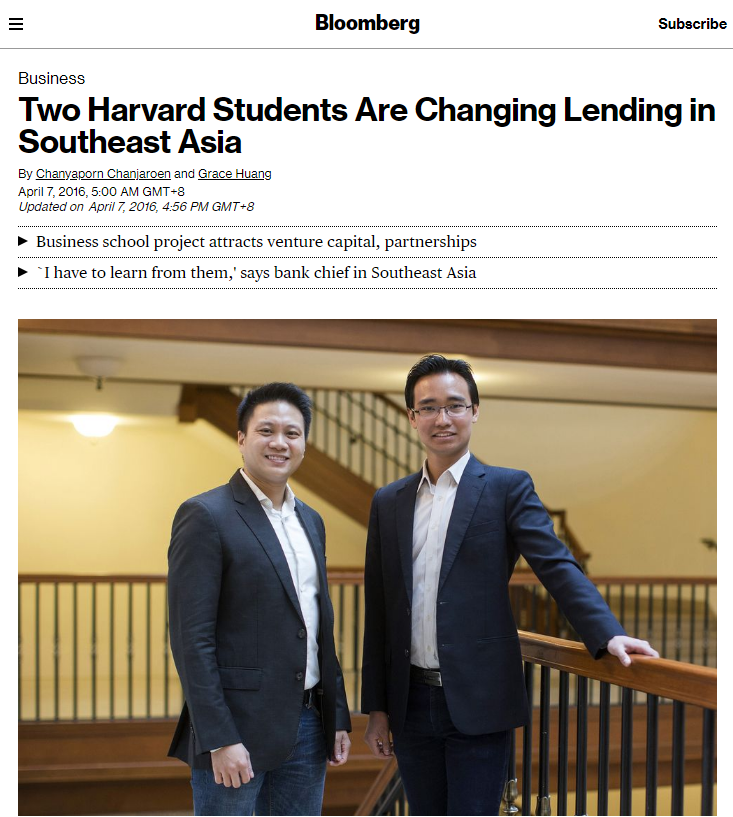 Bloomberg
Subscribe
Business
Two Harvard Students Are Changing Lending in
Southeast Asia
By Chanyaporn Chanjaroen and Grace Huang
April 7, 2016, 5:00 AM GMT+8
Updated on April 7, 2016, 4:56 PM GMT+8
Business school project attracts venture capital, partnerships
`I have to learn from them,' says bank chief in Southeast Asia